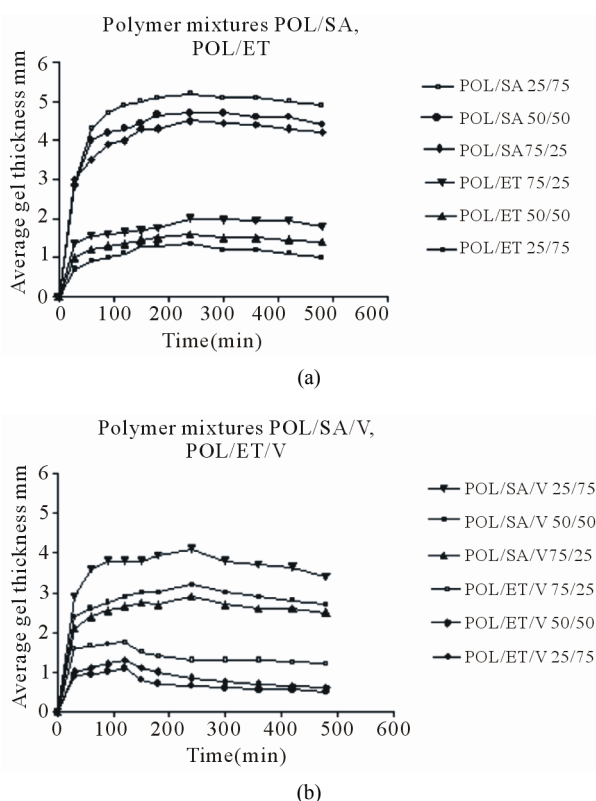 Polymer mixtures POL/SA,
POL/ET
Average gel thickness mm
6
5
4
3
2
1
0
0 100 200 300 400 500 600
Time(min)
POL/SA 25/75
POL/SA 50/50
POL/SA75/25
POL/ET 75/25
POL/ET 50/50
POL/ET 25/75
(a)
Polymer mixtures POL/SA/V,
POL/ET/V
Average gel thickness mm
6
5
4
3
2
1
0
0 100 200 300 400 500 600
Time(min)
POL/SA/V 25/75
POL/SA/V 50/50
POL/SA/V75/25
POL/ET/V 75/25
POL/ET/V 50/50
POL/ET/V 25/75
(b)